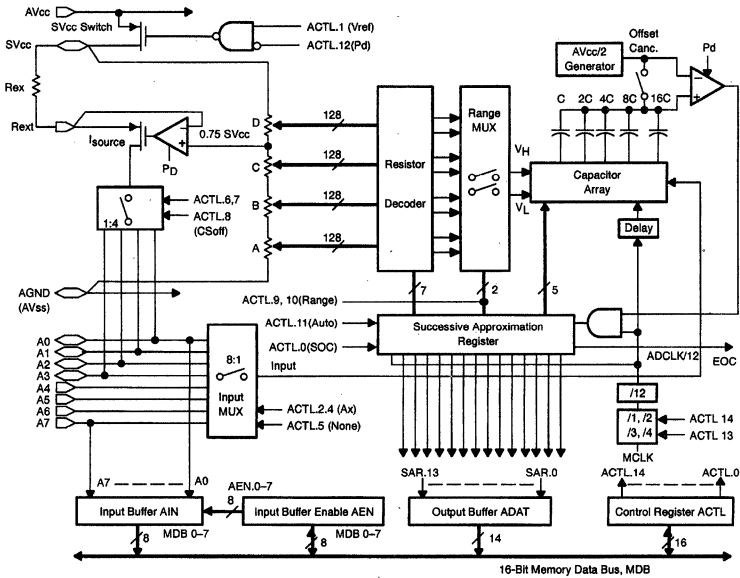 AVcc
SVcc Switch
ACTL.1 (Vref)
ACTL.12(Pd)
SVcc
Rex
Rext
Isource
0.75 SVcc
PD
AVcc/2
Generator
Offset
Canc.
Pd
C 2C 4C 8C 16C
D
C
B
A
128
128
128
128
Resistor
Decoder
Range
MUX
VH
VL
Capacitor
Array
Delay
1:4
ACTL.6,7
ACTL.8
(CSoff)
AGND
(AVss)
7
2
5
ACTL.9, 10(Range)
ACTL.11(Auto)
ACTL.0(SOC)
Successive Approximation
Register
ADCLK/12
EOC
A0
A1
A2
A3
A4
A5
A6
A7
8:1
Input
MUX
Input
ACTL.2.4 (Ax)
ACTL.5 (None)
/12
/1, /2
/3, /4
ACTL 14
ACTL 13
MCLK
A7
A0
AEN.0–7
8
SAR.13
SAR.0
ACTL.14
ACTL.0
Input Buffer AIN
Input Buffer Enable AEN
Output Buffer ADAT
Control Register ACTL
8
MDB 0–7
8
MDB 0–7
14
16
16-Bit Memory Data Bus, MDB